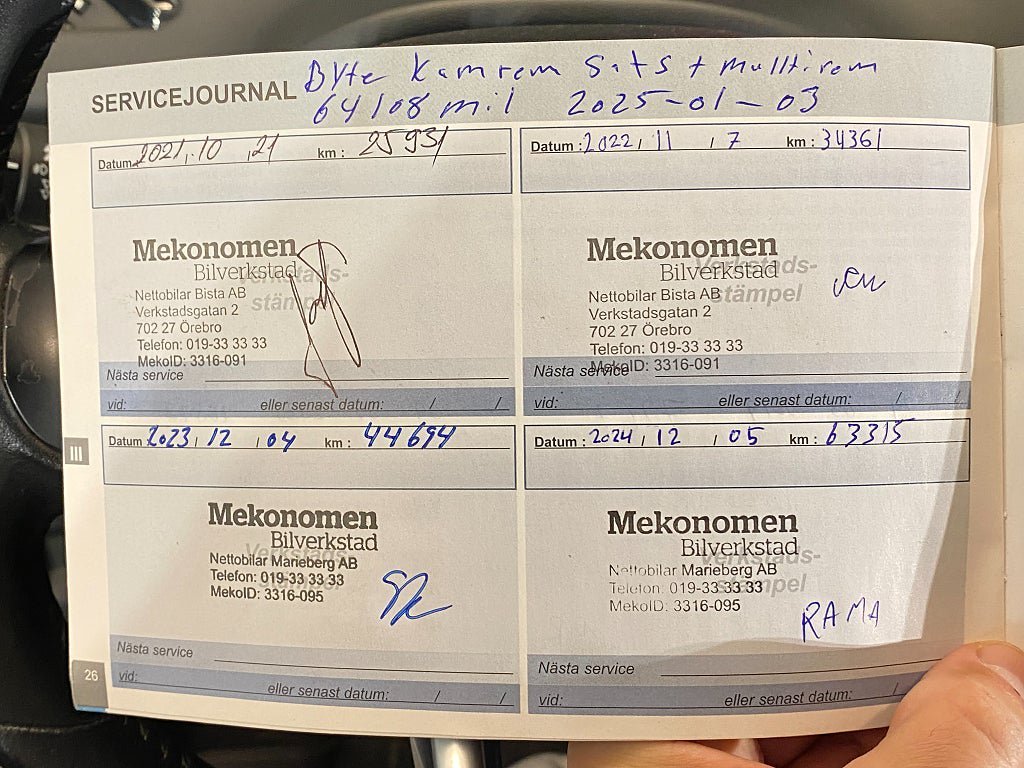 Byte Kamrem sats + multirem
SERVICEJOURNAL
64108 mil 2025-01-03
Datum: 2021, 10 , 21 km : 25931
Mekonomen
Bilverkstad
Verkstads-
stämpel
Nettobilar Bista AB
Verkstadsgatan 2
702 27 Örebro
Telefon: 019-33 33 33
MekoID: 3316-091
Nästa service
vid: eller senast datum: / /
Datum : 2022, 11 , 7 km : 34361
Mekonomen
Bilverkstad
Verkstads-
stämpel
Nettobilar Bista AB
Verkstadsgatan 2
702 27 Örebro
Telefon: 019-33 33 33
MekoID: 3316-091
Nästa service
vid: eller senast datum: / /
III
Datum 2023, 12 , 04 km : 44694
Mekonomen
Bilverkstad
Verkstads-
stämpel
Nettobilar Marieberg AB
Telefon: 019-33 33 33
MekoID: 3316-095
Nästa service
vid: eller senast datum: / /
Datum : 2024, 12 , 05 km : 63315
Mekonomen
Bilverkstad
Verkstads-
stämpel
Nettobilar Marieberg AB
Telefon: 019-33 33 33
MekoID: 3316-095
RAMA
Nästa service
vid: eller senast datum: /
26